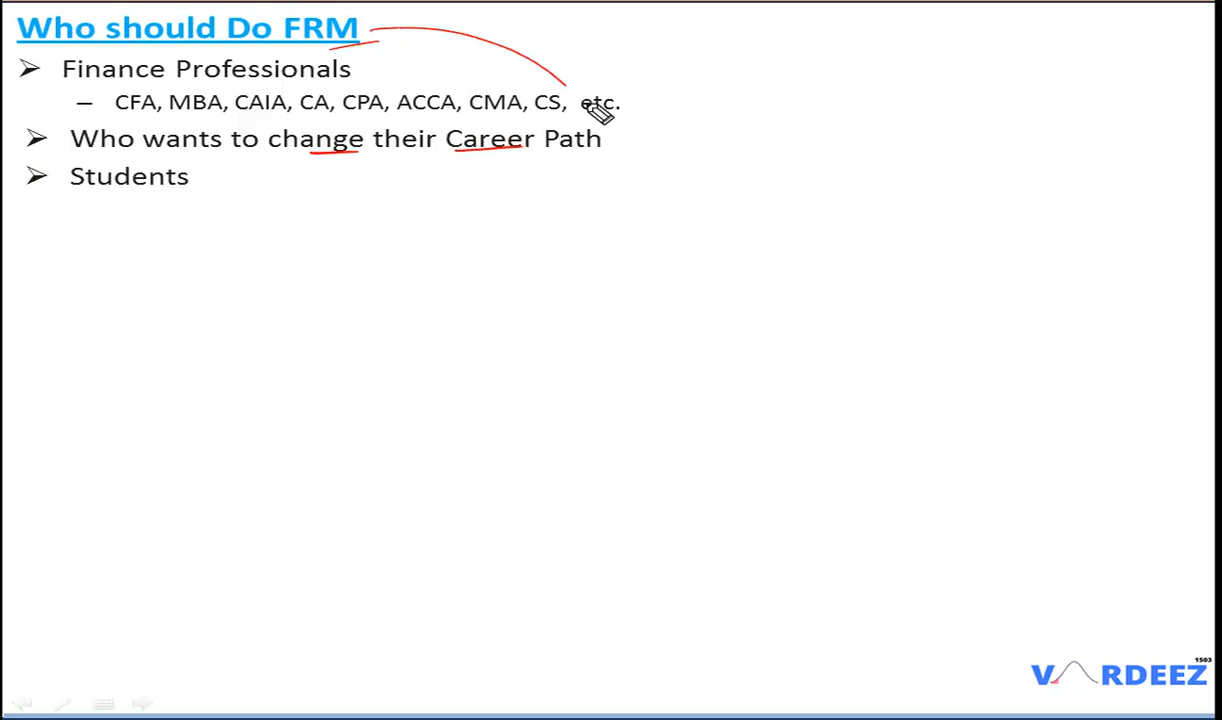 Who should Do FRM
➢ Finance Professionals
– CFA, MBA, CAIA, CA, CPA, ACCA, CMA, CS, etc.
➢ Who wants to change their Career Path
➢ Students
1503
VARDEEZ